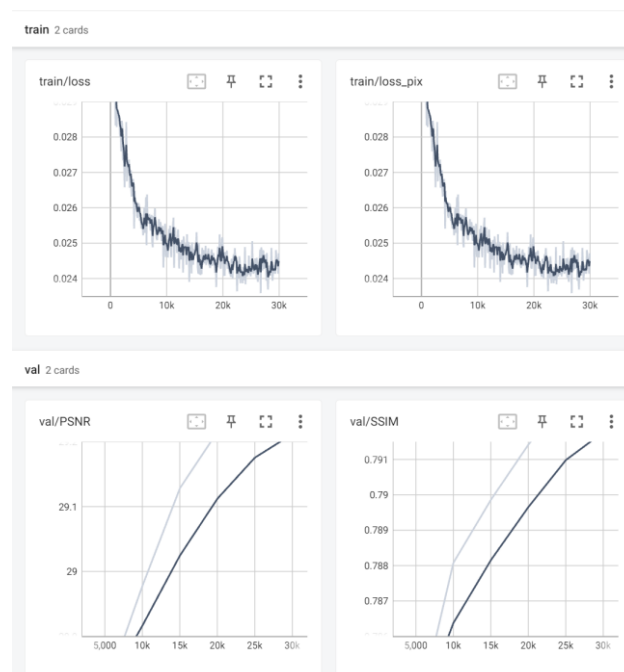 train 2 cards
train/loss
train/loss_pix
0.028
0.027
0.026
0.025
0.024
0
10k
20k
30k
0.028
0.027
0.026
0.025
0.024
0
10k
20k
30k
val 2 cards
val/PSNR
val/SSIM
29.1
29
5,000
10k
15k
20k
25k
30k
0.791
0.79
0.789
0.788
0.787
5,000
10k
15k
20k
25k
30k